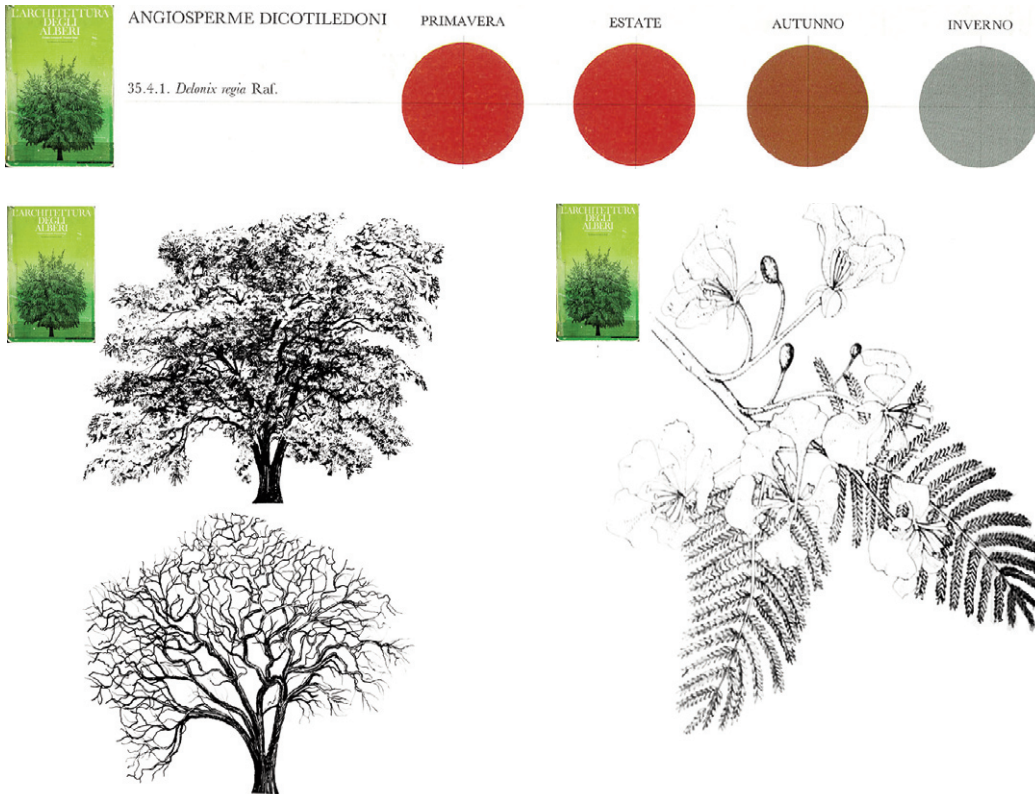 L'ARCHITETTURA
DEGLI
ALBERI
ANGIOSPERME DICOTILEDONI
PRIMAVERA
ESTATE
AUTUNNO
INVERNO
35.4.1. Delonix regia Raf.
L'ARCHITETTURA
DEGLI
ALBERI
L'ARCHITETTURA
DEGLI
ALBERI